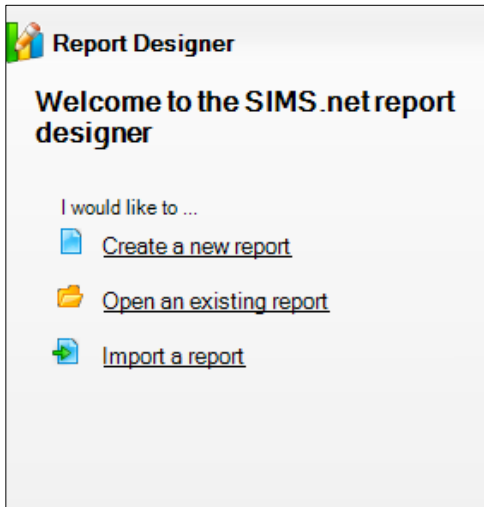 Report Designer
Welcome to the SIMS.net report
designer
I would like to ...
Create a new report
Open an existing report
Import a report